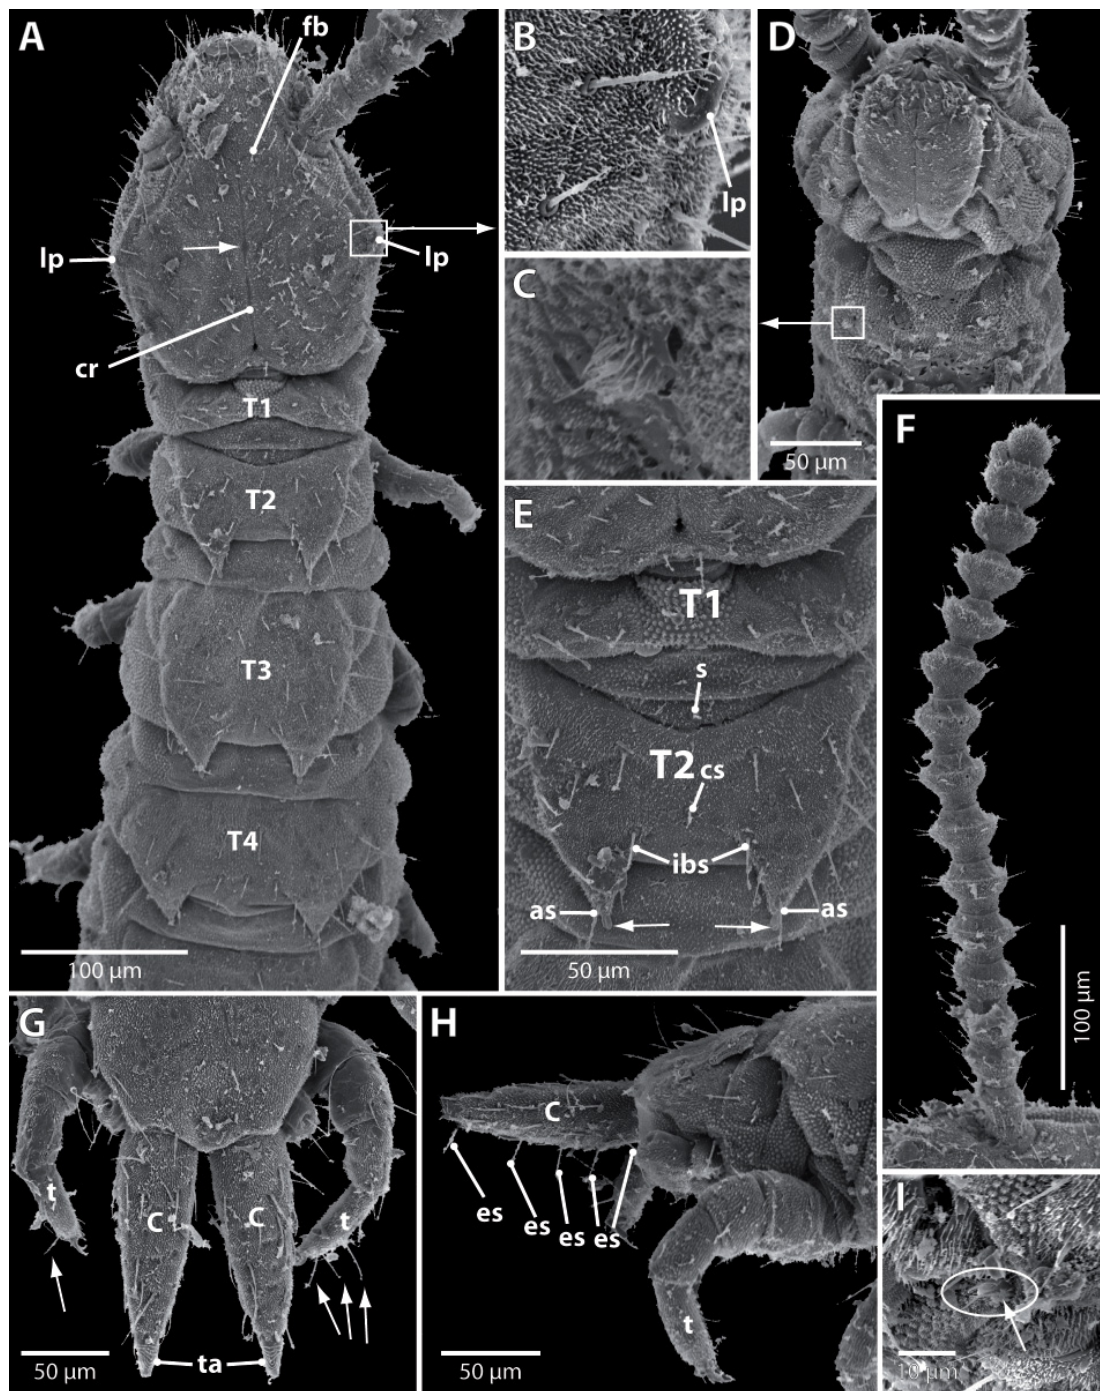 A
fb
lp
lp
cr
T1
T2
T3
T4
100 µm
B
lp
C
D
50 µm
E
T1
s
T2 cs
ibs
as as
50 µm
F
100 µm
G
t C C t
ta
50 µm
H
C
es es es es es
t
50 µm
I
10 µm